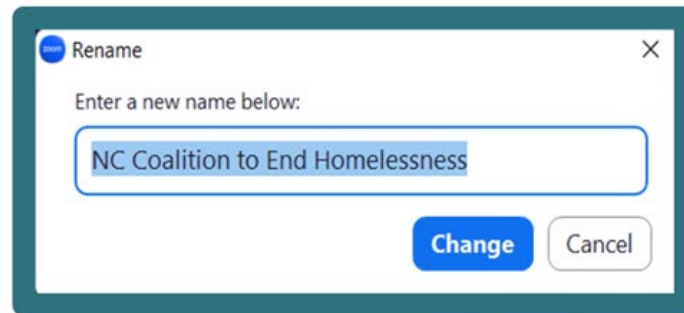 zoom Rename
Enter a new name below:
NC Coalition to End Homelessness
Change Cancel